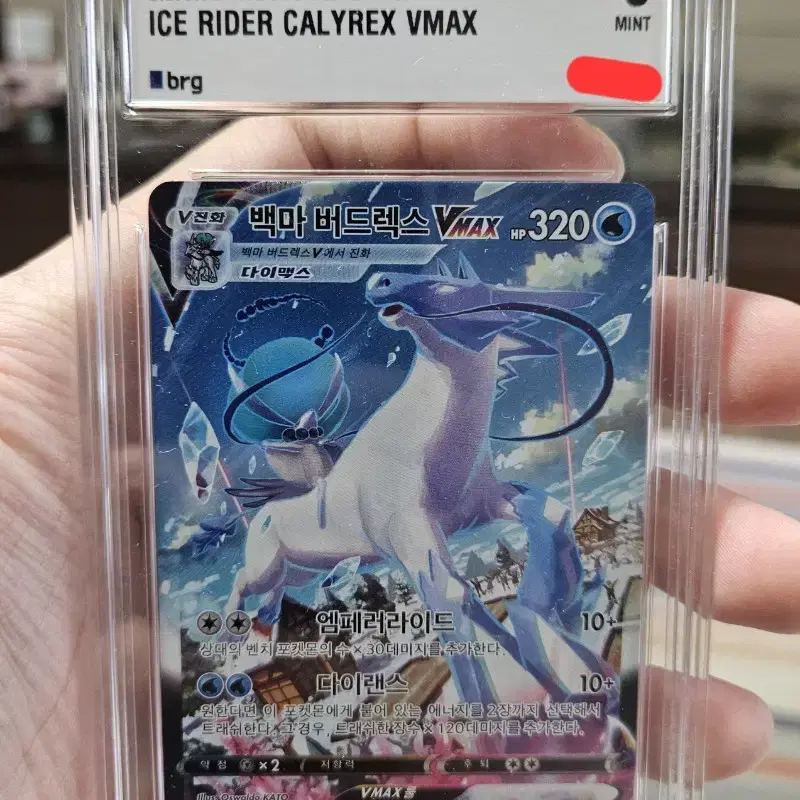 ICE RIDER CALYREX VMAX
MINT
brg
V진화
백마 버드렉스 VMAX HP 320
백마 버드렉스V에서 진화
다이맥스
엠페러라이드 10+
상대의 벤치 포켓몬의 수×30데미지를 추가한다.
다이랜스 10+
원한다면 이 포켓몬에게 붙어 있는 에너지를 2장까지 선택해서
트래쉬한다. 그 경우, 트래쉬한 장수×120데미지를 추가한다.
약점 ×2 저항력 후퇴
Illus. Oswaldo KATO
VMAX 룰